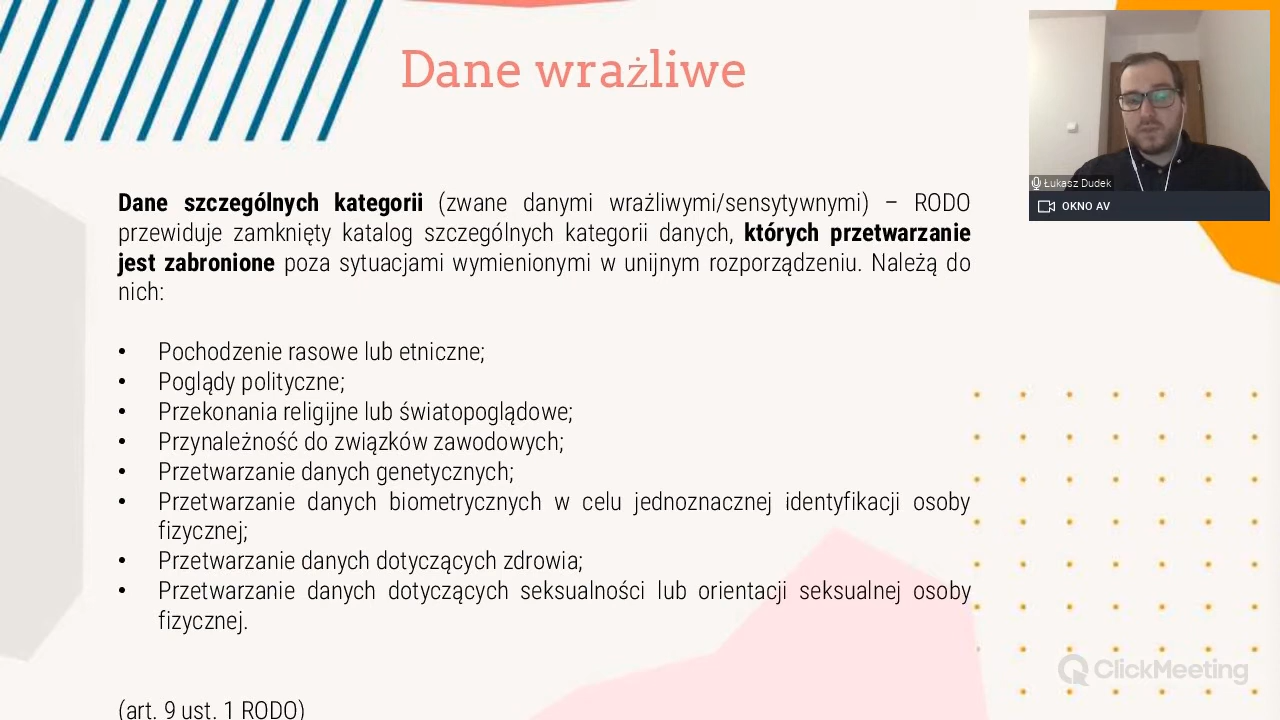 Dane wrażliwe
Łukasz Dudek
OKNO AV
Dane szczególnych kategorii (zwane danymi wrażliwymi/sensytywnymi) – RODO
przewiduje zamknięty katalog szczególnych kategorii danych, których przetwarzanie
jest zabronione poza sytuacjami wymienionymi w unijnym rozporządzeniu. Należą do
nich:
• Pochodzenie rasowe lub etniczne;
• Poglądy polityczne;
• Przekonania religijne lub światopoglądowe;
• Przynależność do związków zawodowych;
• Przetwarzanie danych genetycznych;
• Przetwarzanie danych biometrycznych w celu jednoznacznej identyfikacji osoby
fizycznej;
• Przetwarzanie danych dotyczących zdrowia;
• Przetwarzanie danych dotyczących seksualności lub orientacji seksualnej osoby
fizycznej.
ClickMeeting
(art. 9 ust. 1 RODO)